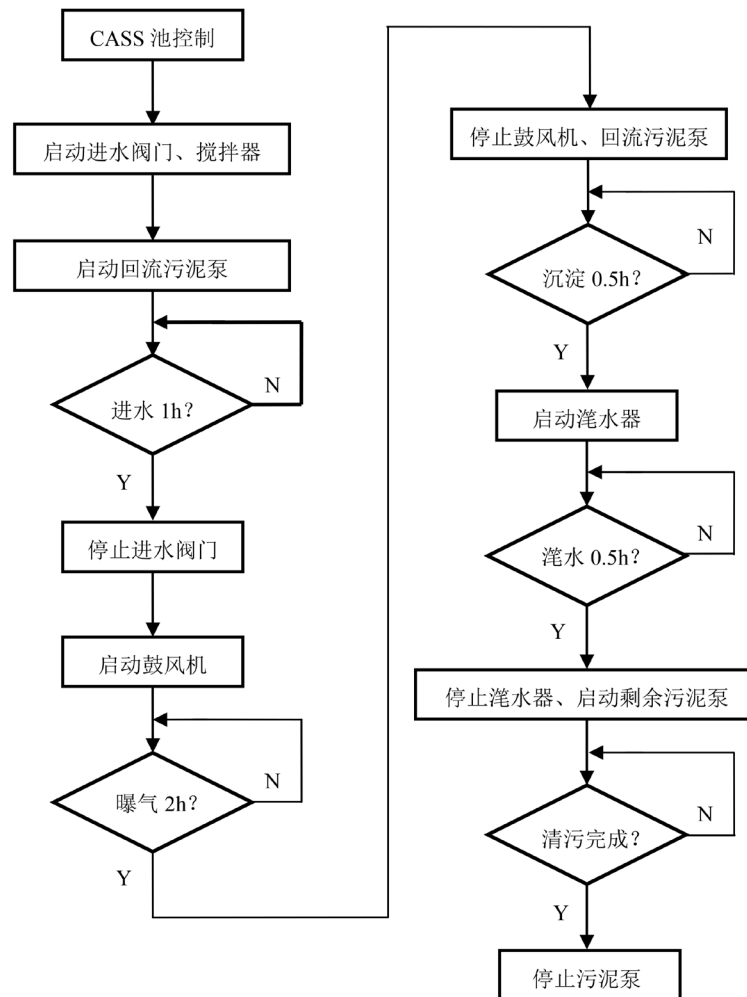 CASS 池控制
启动进水阀门、搅拌器
启动回流污泥泵
N
进水 1h？
Y
停止进水阀门
启动鼓风机
N
曝气 2h？
Y
停止鼓风机、回流污泥泵
N
沉淀 0.5h？
Y
启动滗水器
N
滗水 0.5h？
Y
停止滗水器、启动剩余污泥泵
N
清污完成？
Y
停止污泥泵